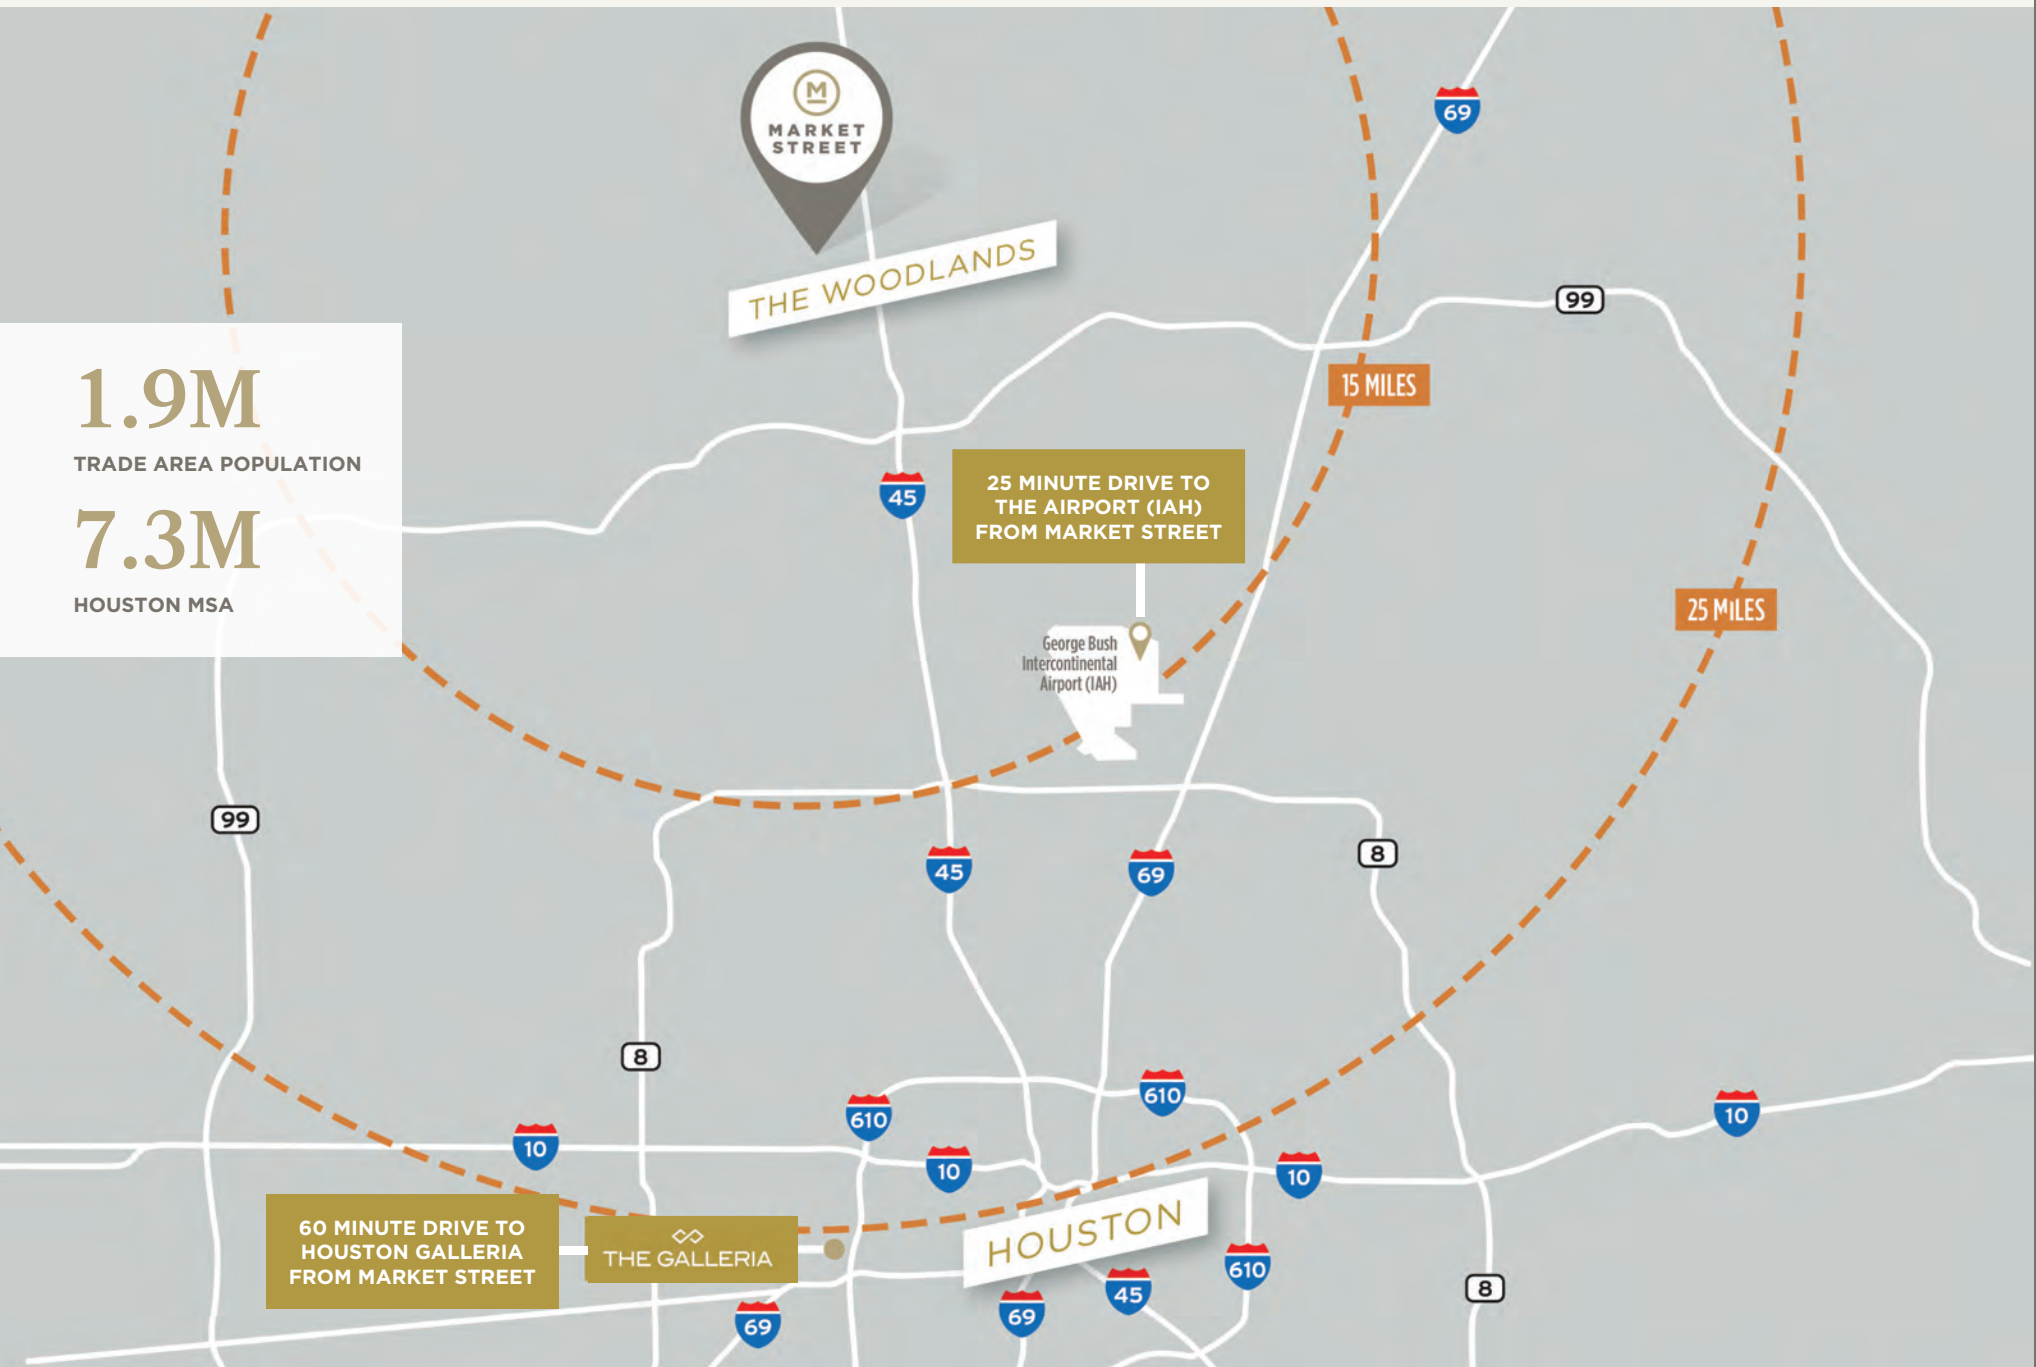 M
MARKET
STREET
69
THE WOODLANDS
99
1.9M
TRADE AREA POPULATION
7.3M
HOUSTON MSA
15 MILES
45
25 MINUTE DRIVE TO
THE AIRPORT (IAH)
FROM MARKET STREET
25 MILES
George Bush
Intercontinental
Airport (IAH)
99
45
69
8
8
610
610
10
10
10
10
60 MINUTE DRIVE TO
HOUSTON GALLERIA
FROM MARKET STREET
THE GALLERIA
HOUSTON
610
45
69
69
8